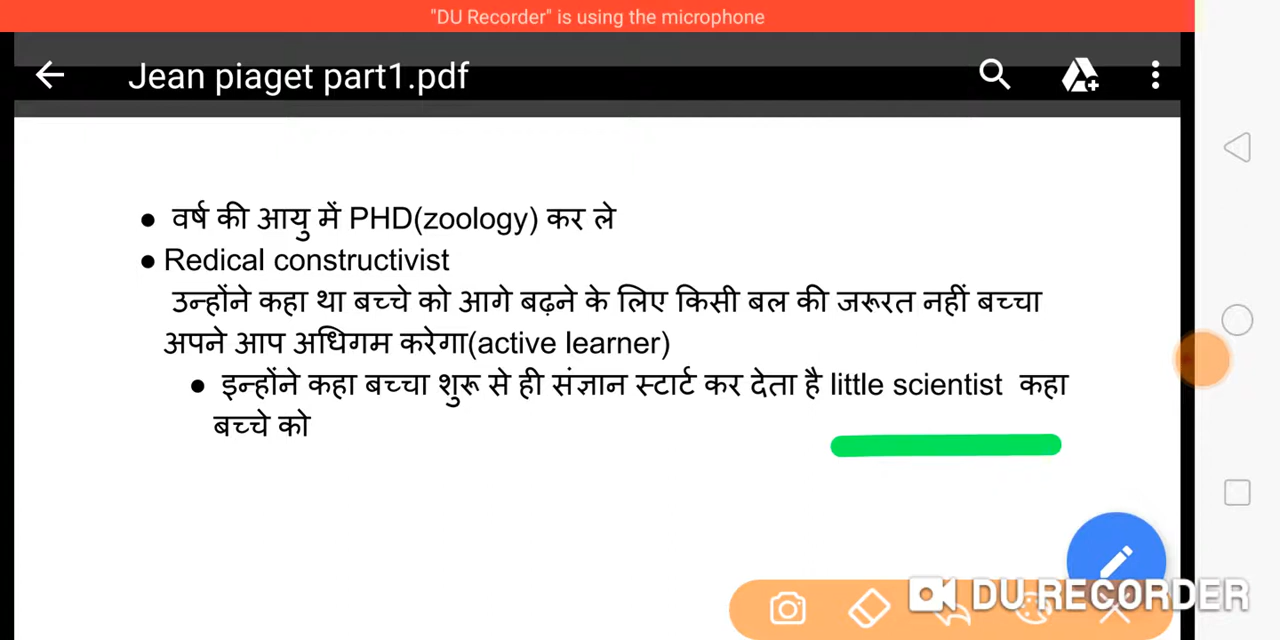 "DU Recorder" is using the microphone
Jean piaget part1.pdf
● वर्ष की आयु में PHD(zoology) कर ले
● Redical constructivist
उन्होंने कहा था बच्चे को आगे बढ़ने के लिए किसी बल की जरूरत नहीं बच्चा
अपने आप अधिगम करेगा(active learner)
● इन्होंने कहा बच्चा शुरू से ही संज्ञान स्टार्ट कर देता है little scientist कहा
बच्चे को
DU RECORDER